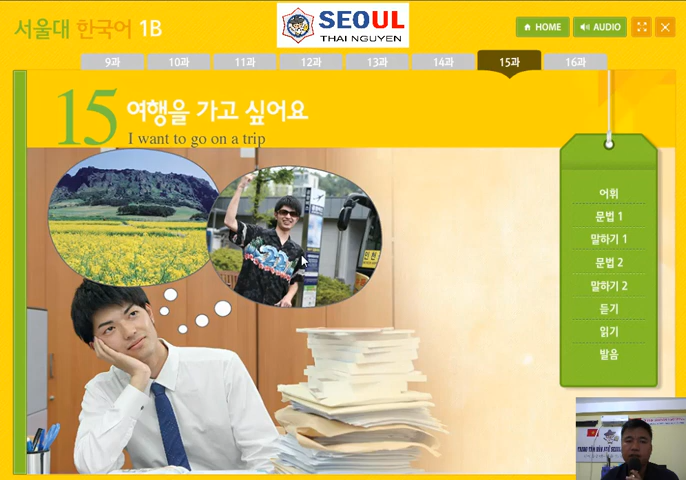 서울대 한국어 1B
SEOUL
THAI NGUYEN
HOME
AUDIO
9과
10과
11과
12과
13과
14과
15과
16과
15 여행을 가고 싶어요
I want to go on a trip
어휘
문법 1
말하기 1
문법 2
말하기 2
듣기
읽기
발음